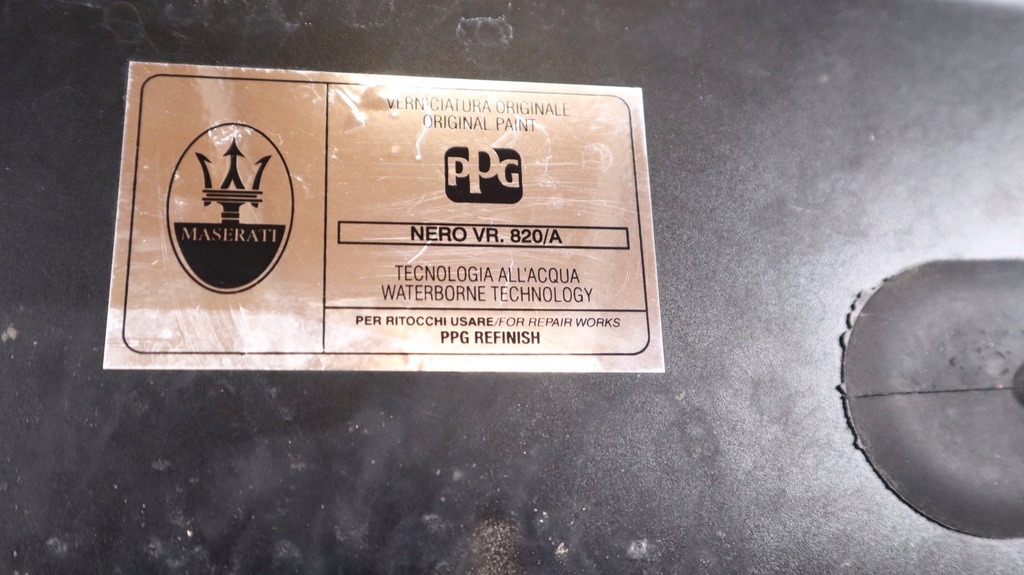 MASERATI
VERNICIATURA ORIGINALE
ORIGINAL PAINT
PPG
NERO VR. 820/A
TECNOLOGIA ALL'ACQUA
WATERBORNE TECHNOLOGY
PER RITOCCHI USARE/FOR REPAIR WORKS
PPG REFINISH